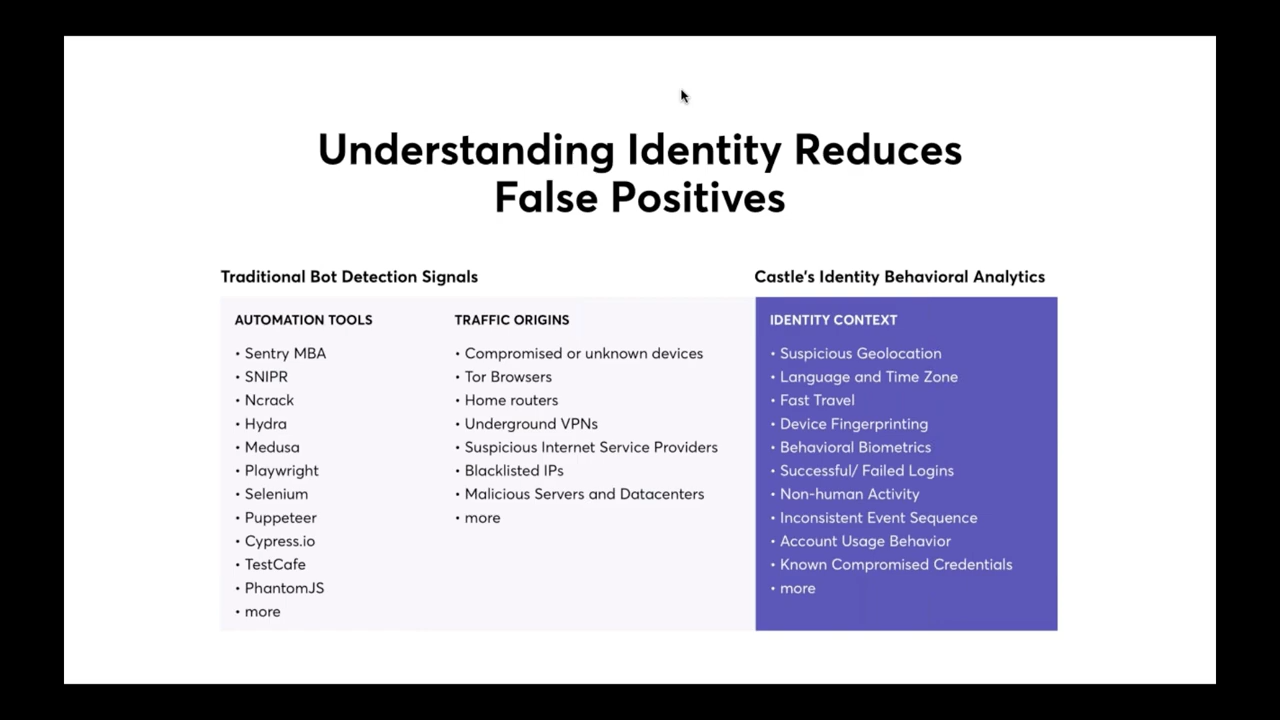 Understanding Identity Reduces
False Positives
Traditional Bot Detection Signals
AUTOMATION TOOLS
• Sentry MBA
• SNIPR
• Ncrack
• Hydra
• Medusa
• Playwright
• Selenium
• Puppeteer
• Cypress.io
• TestCafe
• PhantomJS
• more
TRAFFIC ORIGINS
• Compromised or unknown devices
• Tor Browsers
• Home routers
• Underground VPNs
• Suspicious Internet Service Providers
• Blacklisted IPs
• Malicious Servers and Datacenters
• more
Castle's Identity Behavioral Analytics
IDENTITY CONTEXT
• Suspicious Geolocation
• Language and Time Zone
• Fast Travel
• Device Fingerprinting
• Behavioral Biometrics
• Successful/ Failed Logins
• Non-human Activity
• Inconsistent Event Sequence
• Account Usage Behavior
• Known Compromised Credentials
• more